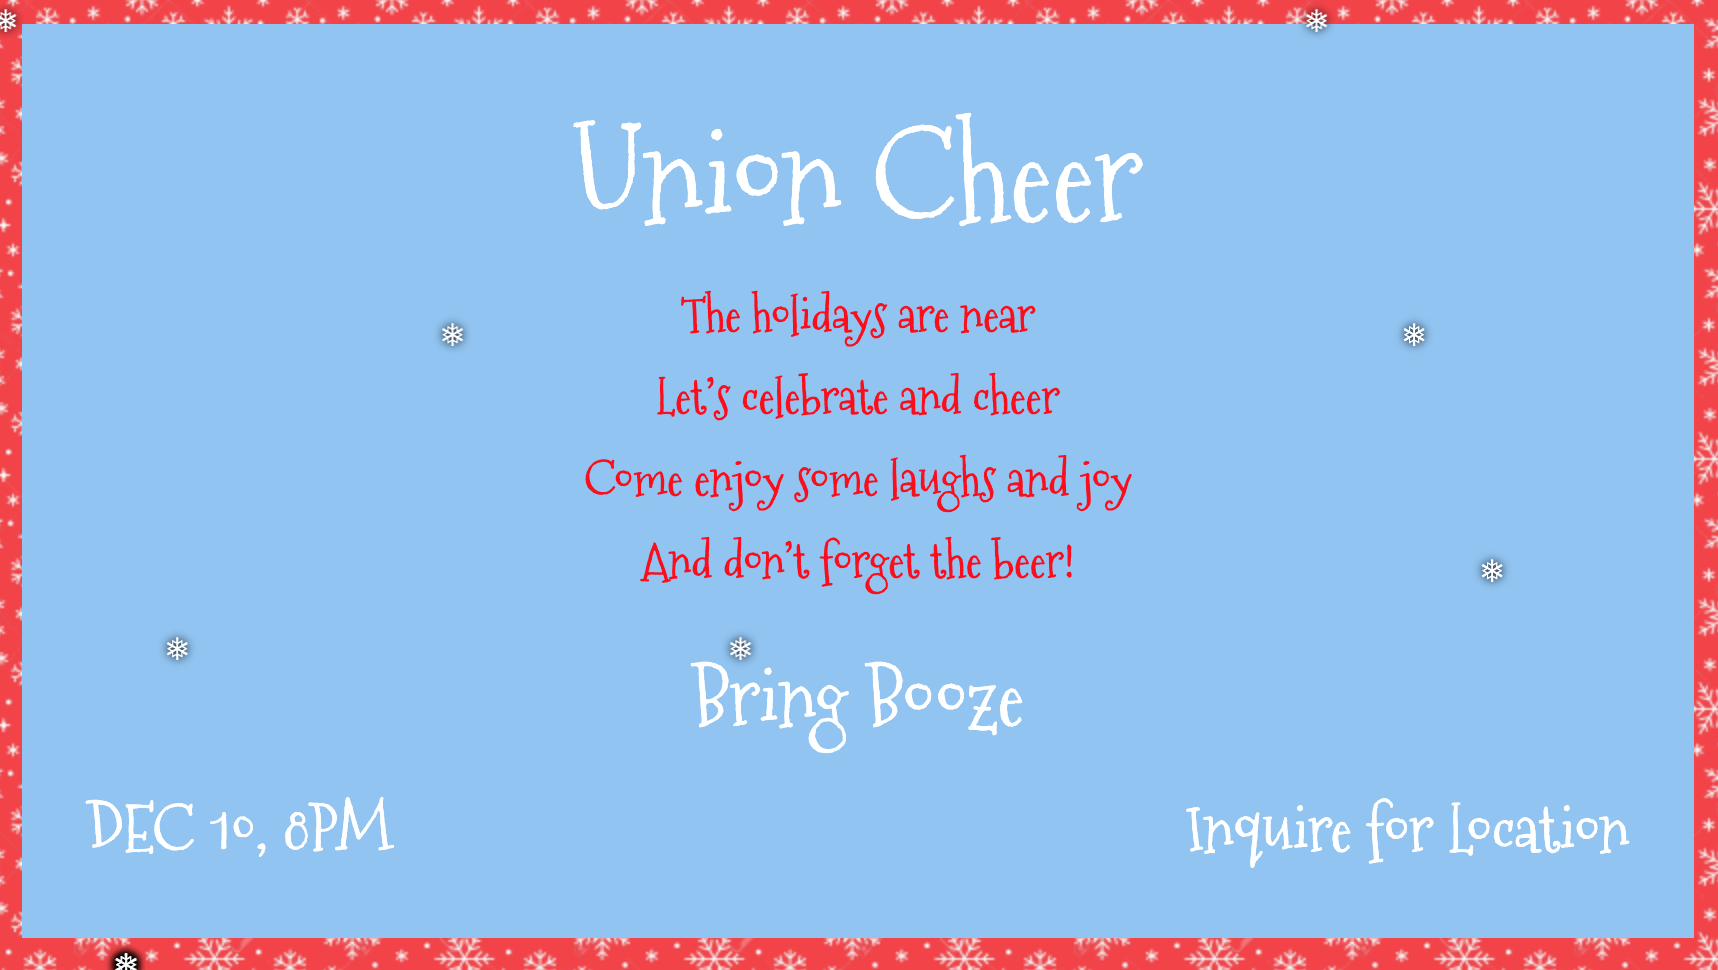 Union Cheer
The holidays are near
Let's celebrate and cheer
Come enjoy some laughs and joy
And don't forget the beer!
Bring Booze
DEC 10, 8PM
Inquire for Location